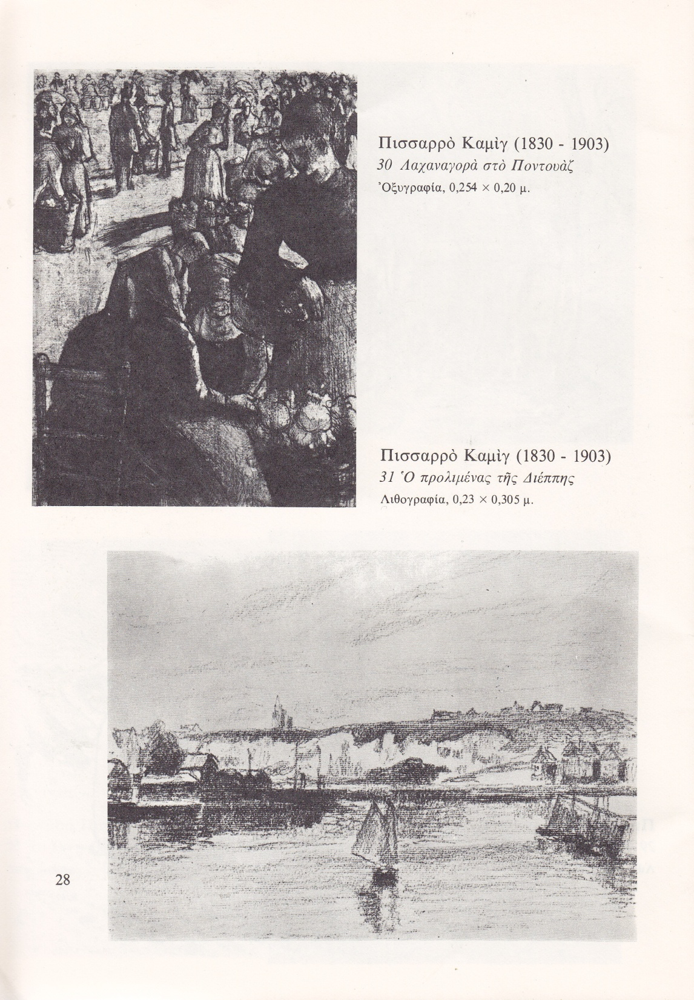 Πισσαρρὸ Καμὶγ (1830 - 1903)
30 Λαχαναγορὰ στὸ Ποντουὰζ
Ὀξυγραφία, 0,254 × 0,20 μ.
Πισσαρρὸ Καμὶγ (1830 - 1903)
31 Ὁ προλιμένας τῆς Διέππης
Λιθογραφία, 0,23 × 0,305 μ.
28